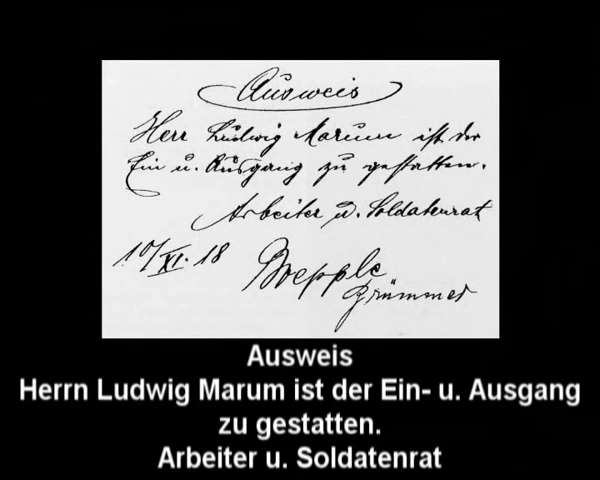 Ausweis
Herr Ludwig Marum ist der
Ein u. Ausgang zu gestatten.
Arbeiter u. Soldatenrat
10/XI. 18
Grümmer
Ausweis
Herrn Ludwig Marum ist der Ein- u. Ausgang
zu gestatten.
Arbeiter u. Soldatenrat